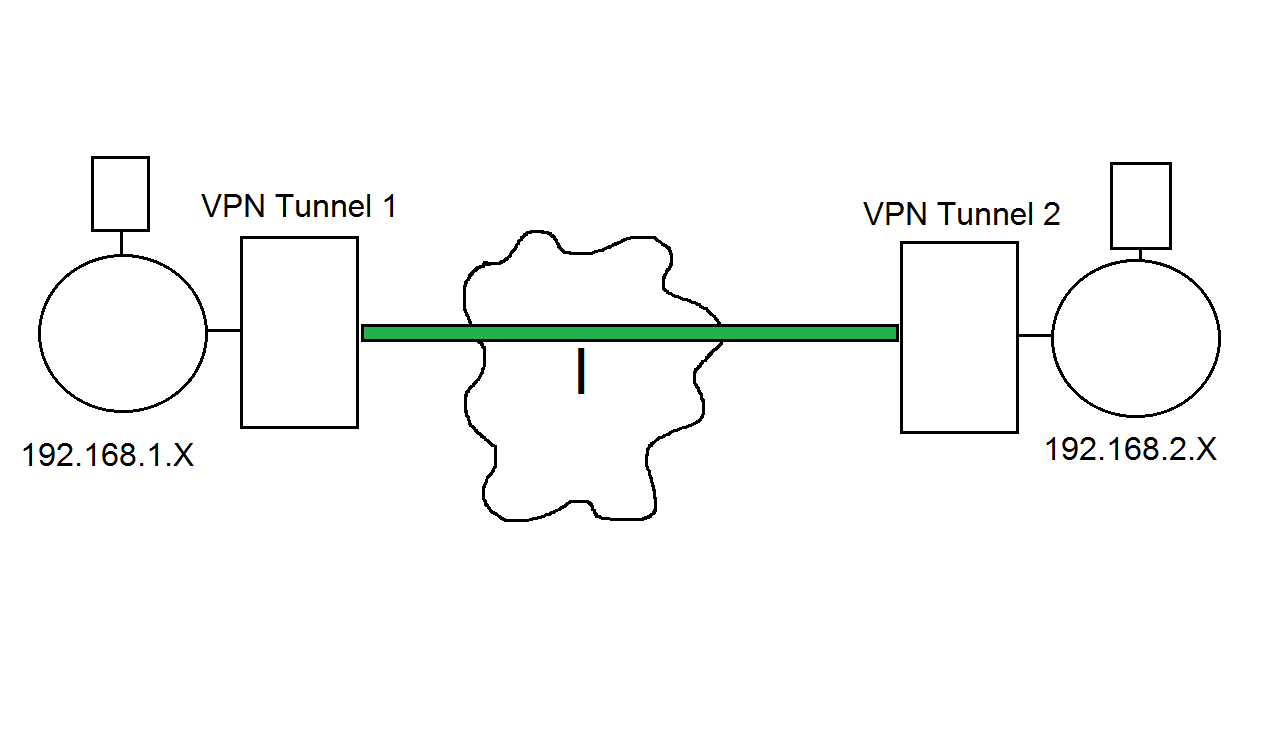 VPN Tunnel 1
VPN Tunnel 2
I
192.168.1.X
192.168.2.X